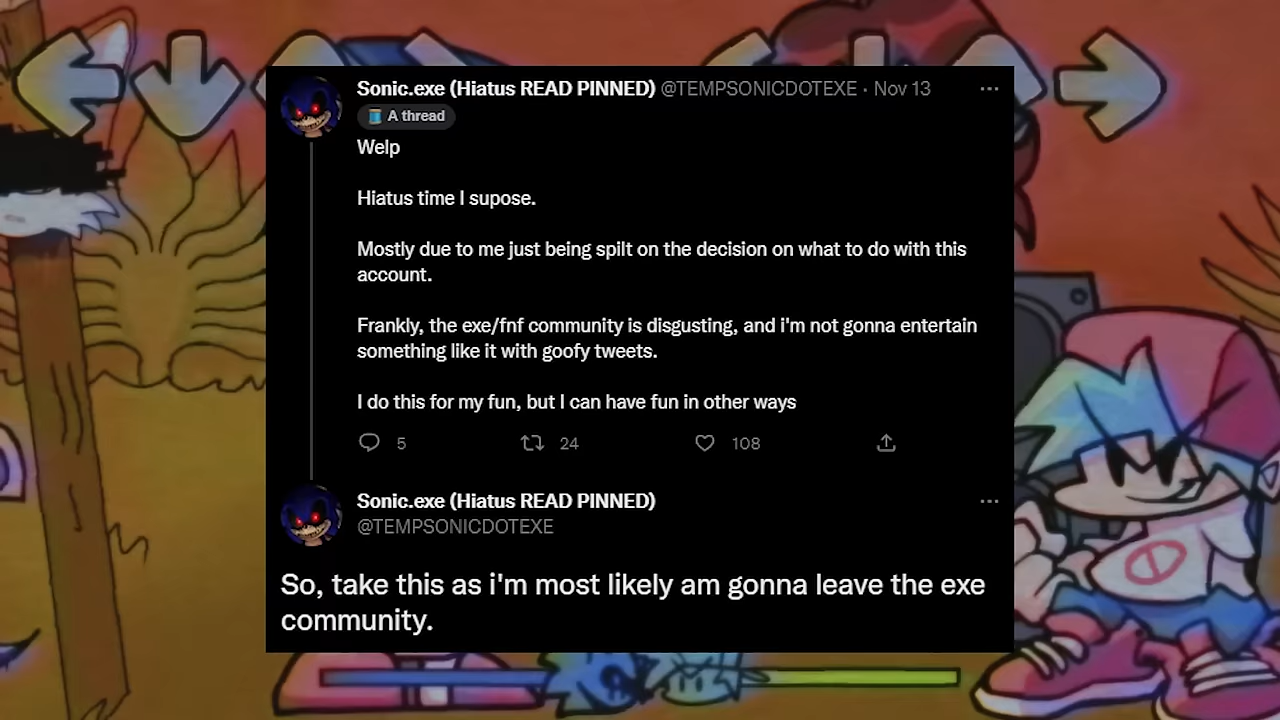 Sonic.exe (Hiatus READ PINNED) @TEMPSONICDOTEXE · Nov 13
A thread
Welp
Hiatus time I supose.
Mostly due to me just being spilt on the decision on what to do with this
account.
Frankly, the exe/fnf community is disgusting, and i'm not gonna entertain
something like it with goofy tweets.
I do this for my fun, but I can have fun in other ways
5 24 108
Sonic.exe (Hiatus READ PINNED)
@TEMPSONICDOTEXE
So, take this as i'm most likely am gonna leave the exe
community.